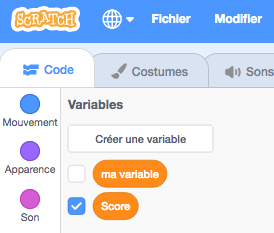 SCRATCH Fichier Modifier
Code Costumes Sons
Variables
Mouvement
Créer une variable
Apparence
ma variable
Son
Score